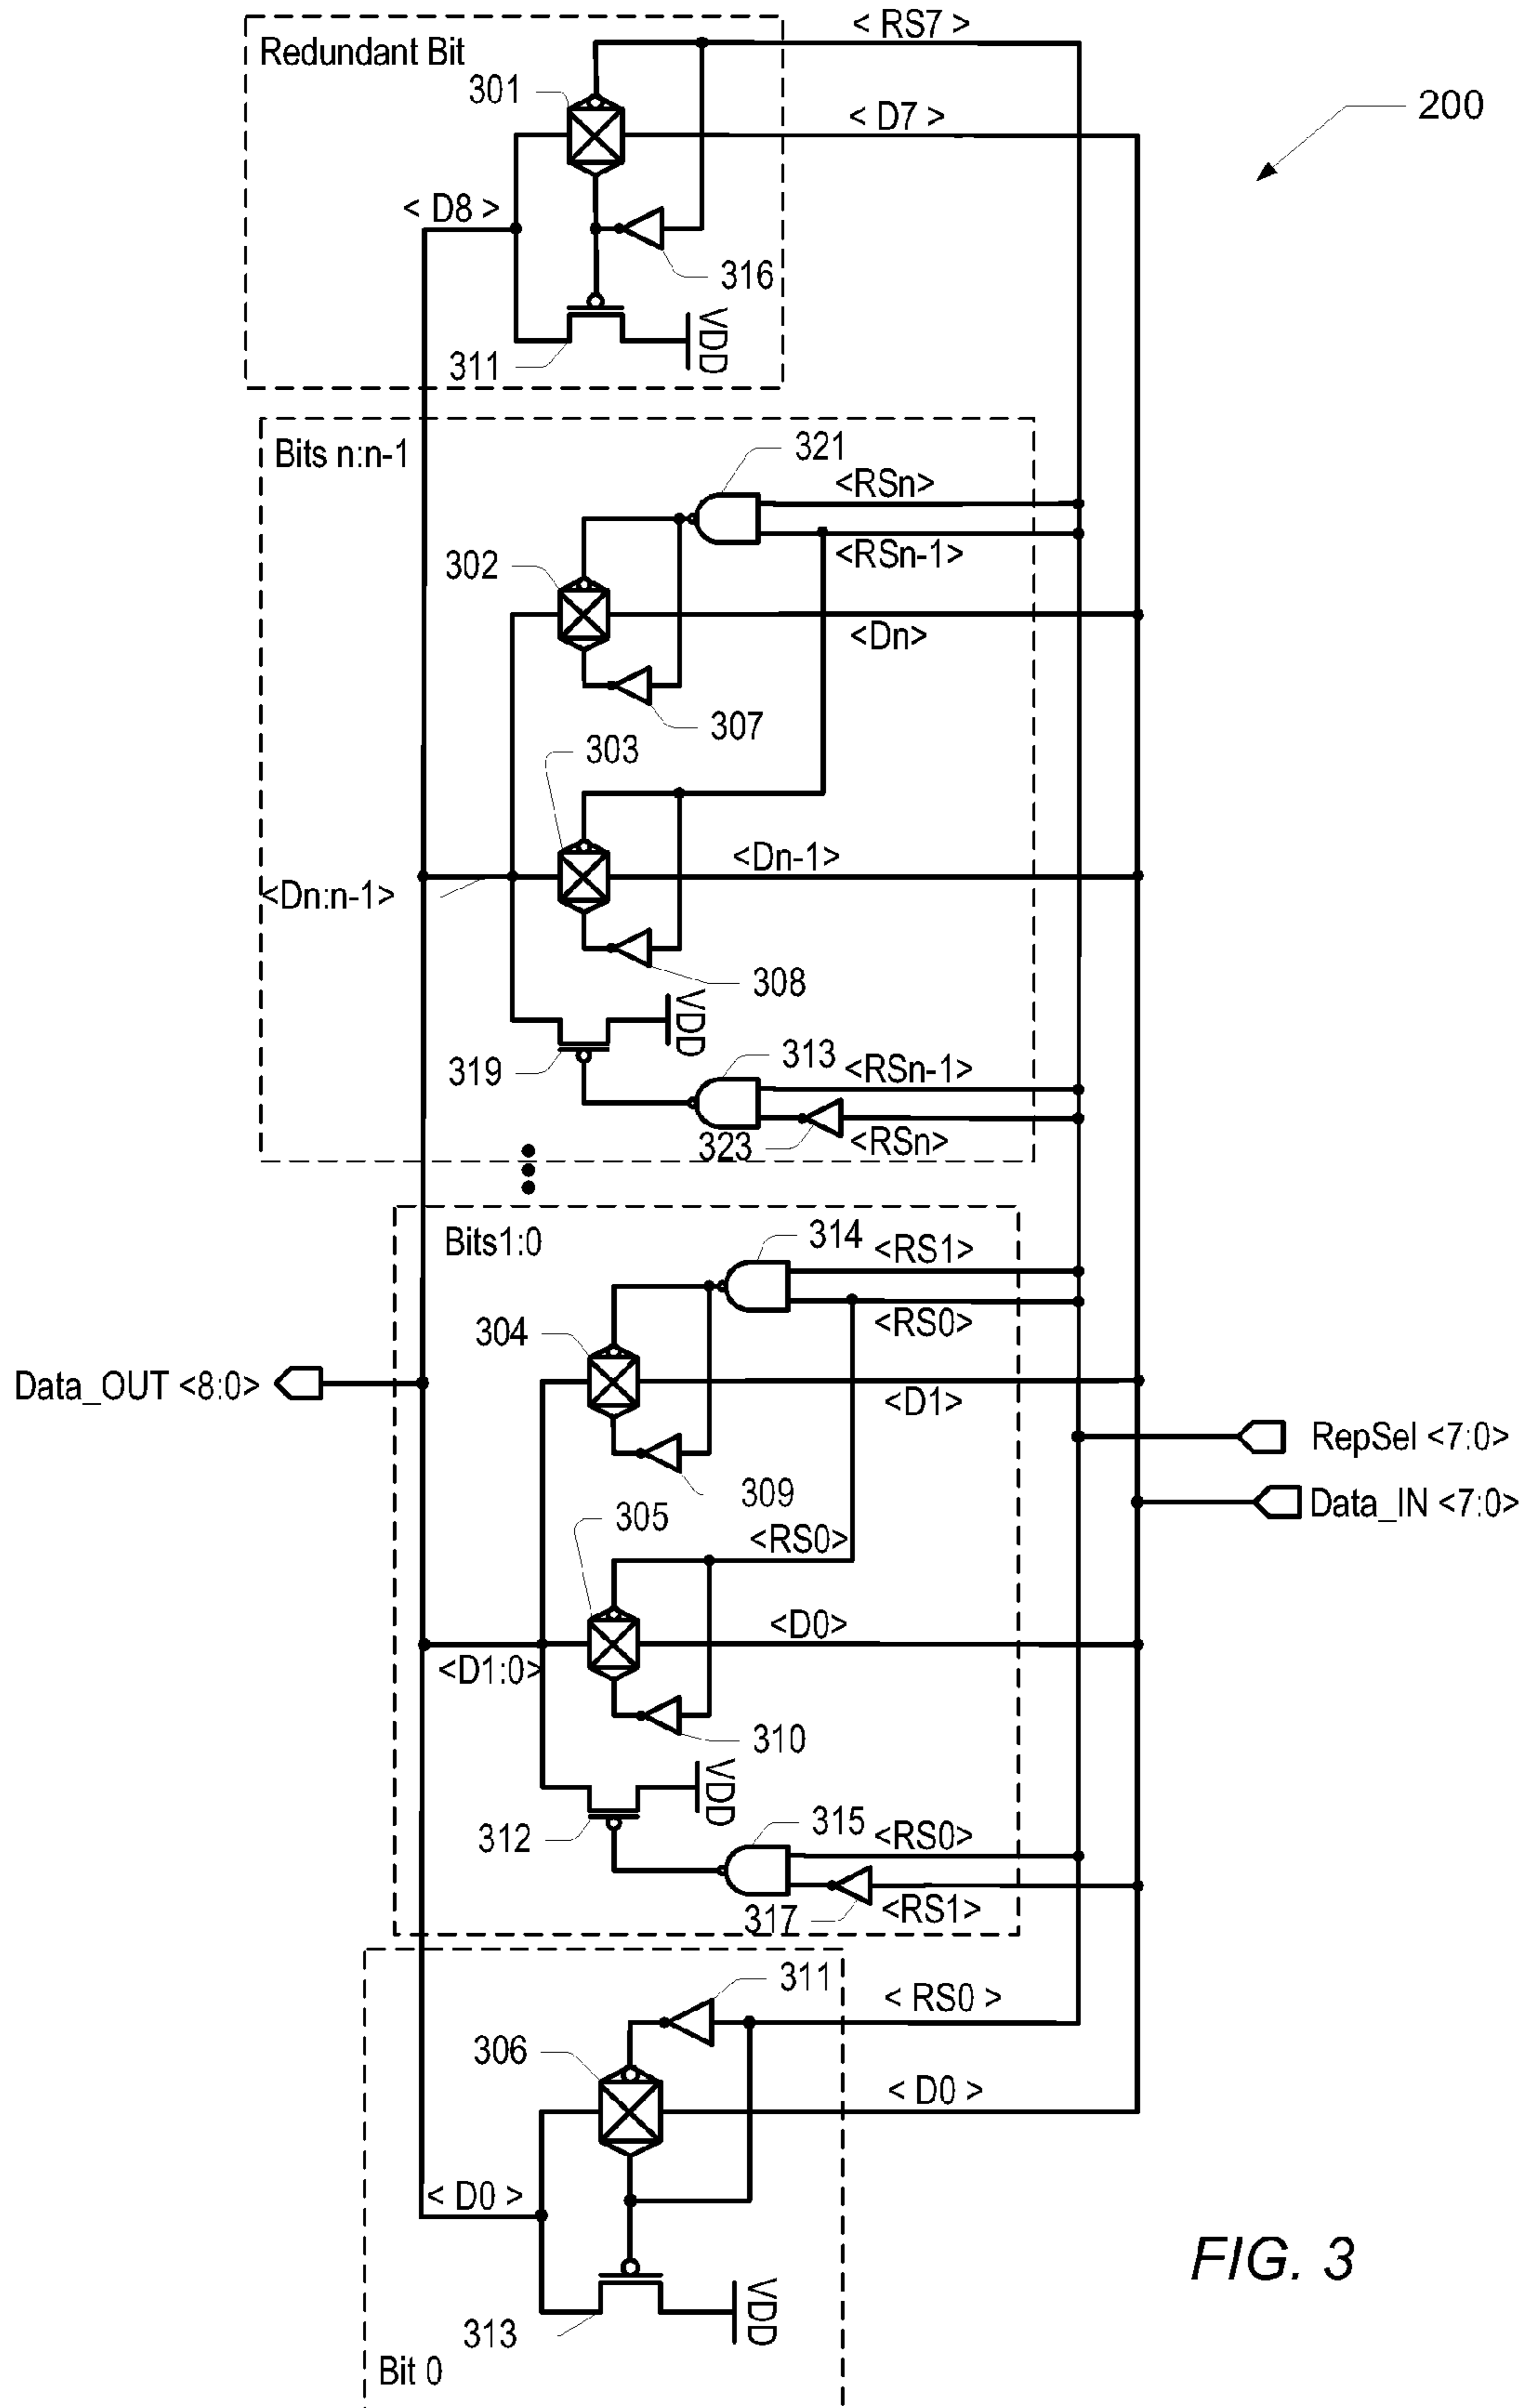 < RS7 >
Redundant Bit
301
200
< D7 >
< D8 >
316
VDD
311
Bits n:n-1
321
<RSn>
<RSn-1>
302
<Dn>
307
303
<Dn-1>
<Dn:n-1>
308
VDD
319
313
<RSn-1>
323
<RSn>
Bits1:0
314
<RS1>
<RS0>
304
Data_OUT <8:0>
<D1>
RepSel <7:0>
309
Data_IN <7:0>
305
<RS0>
<D0>
<D1:0>
310
VDD
312
315
<RS0>
317
<RS1>
311
< RS0 >
306
< D0 >
< D0 >
VDD
313
Bit 0
FIG. 3